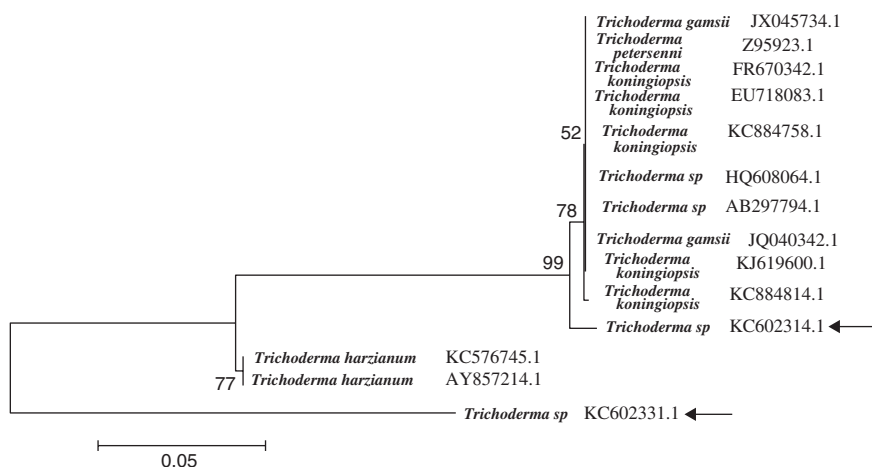 Trichoderma gamsii JX045734.1
Trichoderma petersenni Z95923.1
Trichoderma koningiopsis FR670342.1
Trichoderma koningiopsis EU718083.1
52
Trichoderma koningiopsis KC884758.1
Trichoderma sp HQ608064.1
78
Trichoderma sp AB297794.1
Trichoderma gamsii JQ040342.1
99
Trichoderma koningiopsis KJ619600.1
Trichoderma koningiopsis KC884814.1
Trichoderma sp KC602314.1
Trichoderma harzianum KC576745.1
77
Trichoderma harzianum AY857214.1
Trichoderma sp KC602331.1
0.05